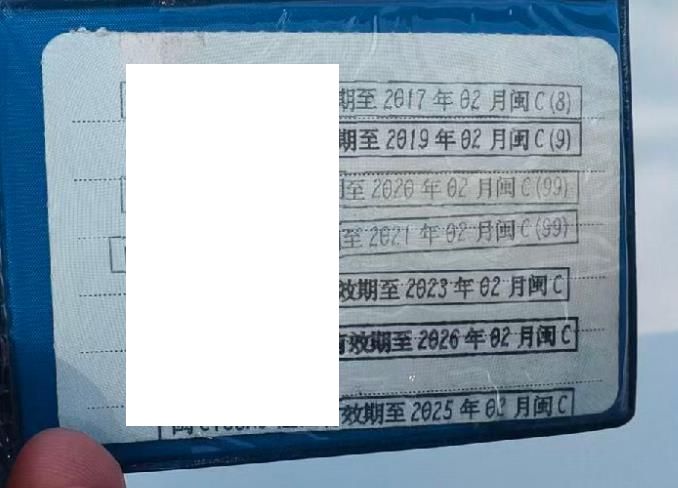 期至 2017 年 02 月闽 C (8)
期至 2019 年 02 月闽 C (9)
至 2020 年 02 月闽 C (99)
至 2021 年 02 月闽 C (99)
效期至 2023 年 02 月闽 C
有效期至 2026 年 02 月闽 C
效期至 2025 年 02 月闽 C